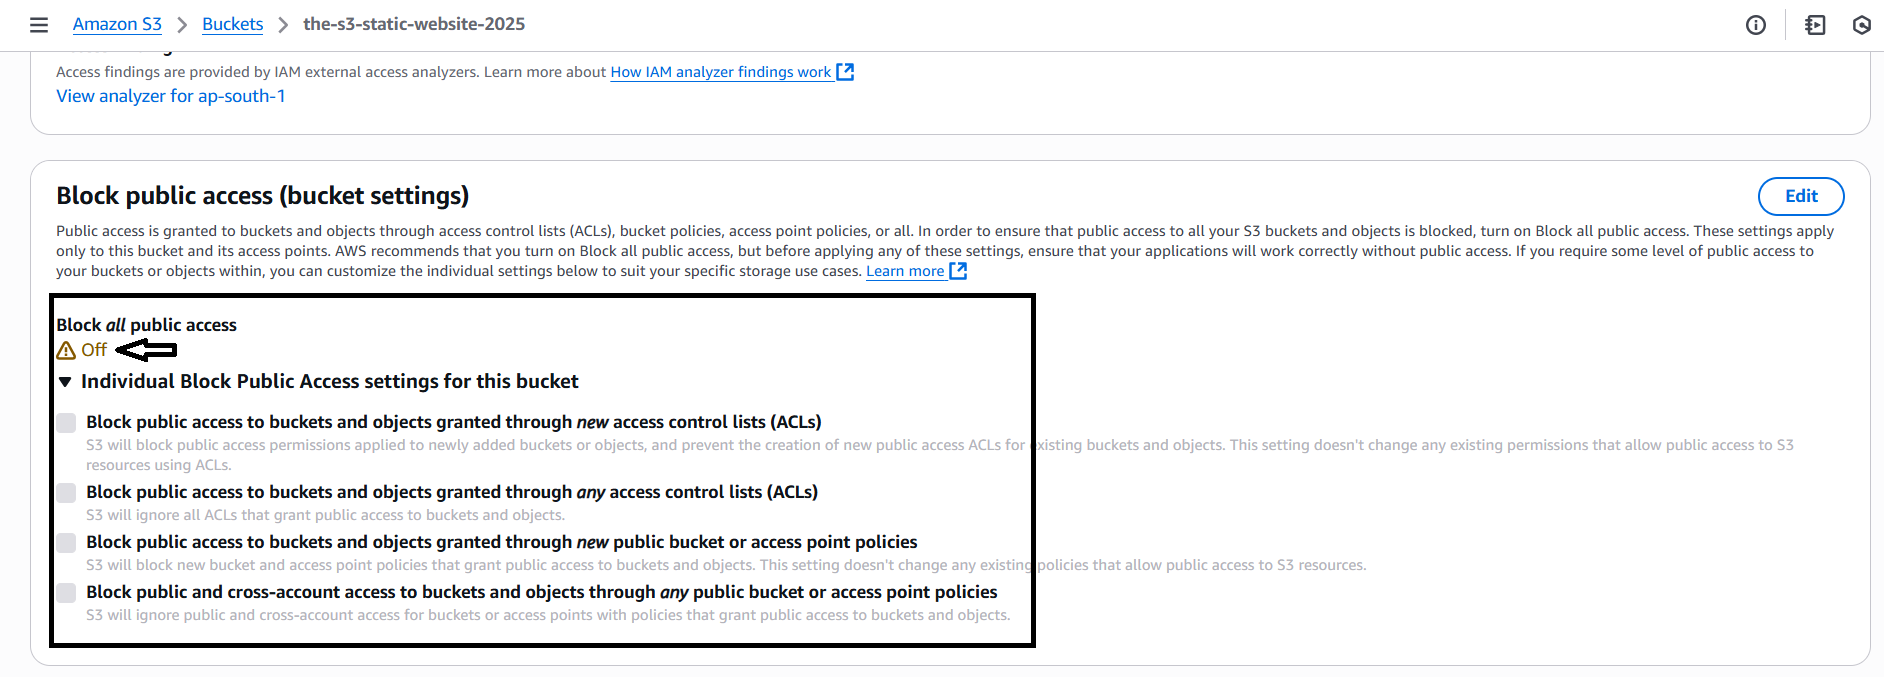 Amazon S3 > Buckets > the-s3-static-website-2025
Access findings are provided by IAM external access analyzers. Learn more about How IAM analyzer findings work
View analyzer for ap-south-1
Block public access (bucket settings)
Edit
Public access is granted to buckets and objects through access control lists (ACLs), bucket policies, access point policies, or all. In order to ensure that public access to all your S3 buckets and objects is blocked, turn on Block all public access. These settings apply
only to this bucket and its access points. AWS recommends that you turn on Block all public access, but before applying any of these settings, ensure that your applications will work correctly without public access. If you require some level of public access to
your buckets or objects within, you can customize the individual settings below to suit your specific storage use cases. Learn more
Block all public access
Off
Individual Block Public Access settings for this bucket
Block public access to buckets and objects granted through new access control lists (ACLs)
S3 will block public access permissions applied to newly added buckets or objects, and prevent the creation of new public access ACLs for existing buckets and objects. This setting doesn't change any existing permissions that allow public access to S3
resources using ACLs.
Block public access to buckets and objects granted through any access control lists (ACLs)
S3 will ignore all ACLs that grant public access to buckets and objects.
Block public access to buckets and objects granted through new public bucket or access point policies
S3 will block new bucket and access point policies that grant public access to buckets and objects. This setting doesn't change any existing policies that allow public access to S3 resources.
Block public and cross-account access to buckets and objects through any public bucket or access point policies
S3 will ignore public and cross-account access for buckets or access points with policies that grant public access to buckets and objects.